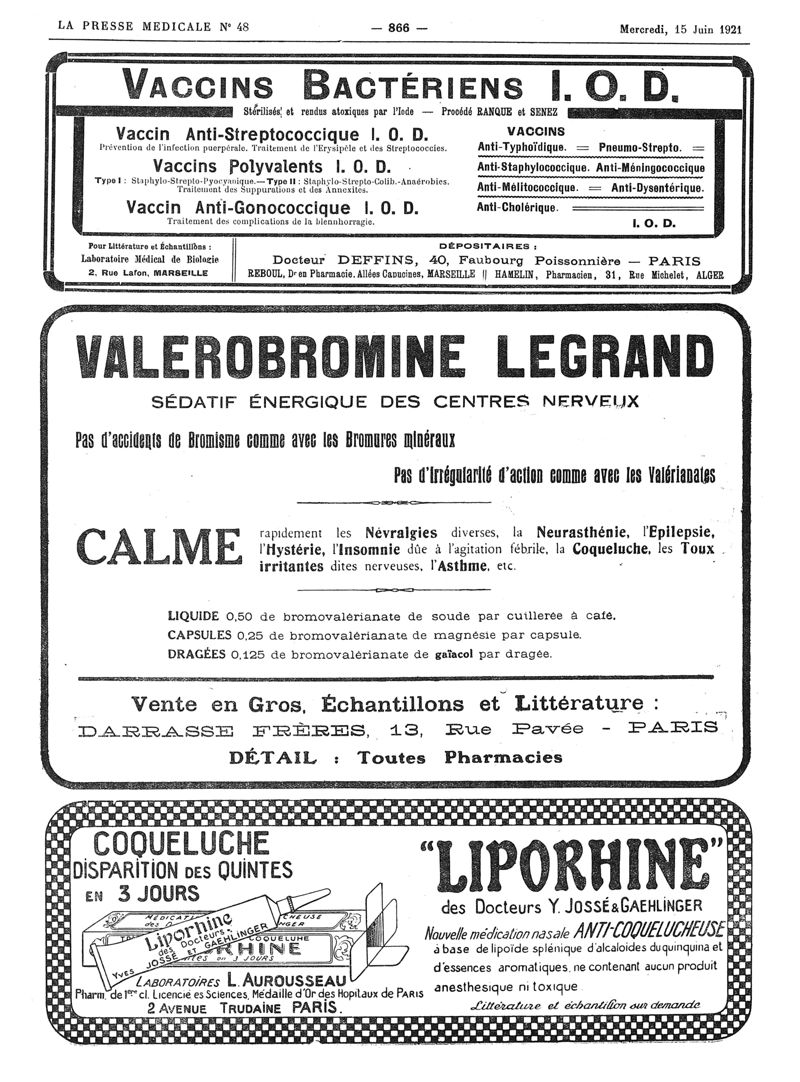 LA PRESSE MEDICALE N° 48
— 866 —
Mercredi, 15 Juin 1921
VACCINS BACTÉRIENS I. O. D.
Stérilisés et rendus atoxiques par l'Iode — Procédé RANQUE et SENEZ
Vaccin Anti-Streptococcique I. O. D.
Prévention de l'infection puerpérale. Traitement de l'Erysipèle et des Streptococcies.
Vaccins Polyvalents I. O. D.
Type I : Staphylo-Strepto-Pyocyanique. — Type II : Staphylo-Strepto-Colib.-Anaérobies.
Traitement des Suppurations et des Annexites.
Vaccin Anti-Gonococcique I. O. D.
Traitement des complications de la blennhorragie.
VACCINS
Anti-Typhoïdique. = Pneumo-Strepto. =
Anti-Staphylococcique. Anti-Méningococcique
Anti-Mélitococcique. = Anti-Dysentérique.
Anti-Cholérique.
I. O. D.
Pour Littérature et Échantillons :
Laboratoire Médical de Biologie
2, Rue Lafon, MARSEILLE
DÉPOSITAIRES :
Docteur DEFFINS, 40, Faubourg Poissonnière — PARIS
REBOUL, Dr en Pharmacie. Allées Capucines, MARSEILLE || HAMELIN, Pharmacien, 31, Rue Michelet, ALGER
VALEROBROMINE LEGRAND
SÉDATIF ÉNERGIQUE DES CENTRES NERVEUX
Pas d'accidents de Bromisme comme avec les Bromures minéraux
Pas d'irrégularité d'action comme avec les Valérianates
CALME
rapidement les Névralgies diverses, la Neurasthénie, l'Epilepsie,
l'Hystérie, l'Insomnie dûe à l'agitation fébrile, la Coqueluche, les Toux
irritantes dites nerveuses, l'Asthme, etc.
LIQUIDE 0,50 de bromovalérianate de soude par cuillerée à café.
CAPSULES 0,25 de bromovalérianate de magnésie par capsule.
DRAGÉES 0,125 de bromovalérianate de gaïacol par dragée.
Vente en Gros, Échantillons et Littérature :
DARRASSE FRÈRES, 13, Rue Pavée - PARIS
DÉTAIL : Toutes Pharmacies
COQUELUCHE
DISPARITION DES QUINTES
EN 3 JOURS
Liporhine
des Docteurs
YVES JOSSÉ ET GAEHLINGER
LABORATOIRES L. AUROUSSEAU
Pharm. de 1ère cl. Licencié es Sciences, Médaille d'Or des Hopitaux de PARIS
2 AVENUE TRUDAINE PARIS.
"LIPORHINE"
des Docteurs Y. JOSSÉ & GAEHLINGER
Nouvelle médication nasale ANTI-COQUELUCHEUSE
à base de lipoïde splénique d'alcaloïdes du quinquina et
d'essences aromatiques, ne contenant aucun produit
anesthesique ni toxique
Littérature et échantillon sur demande